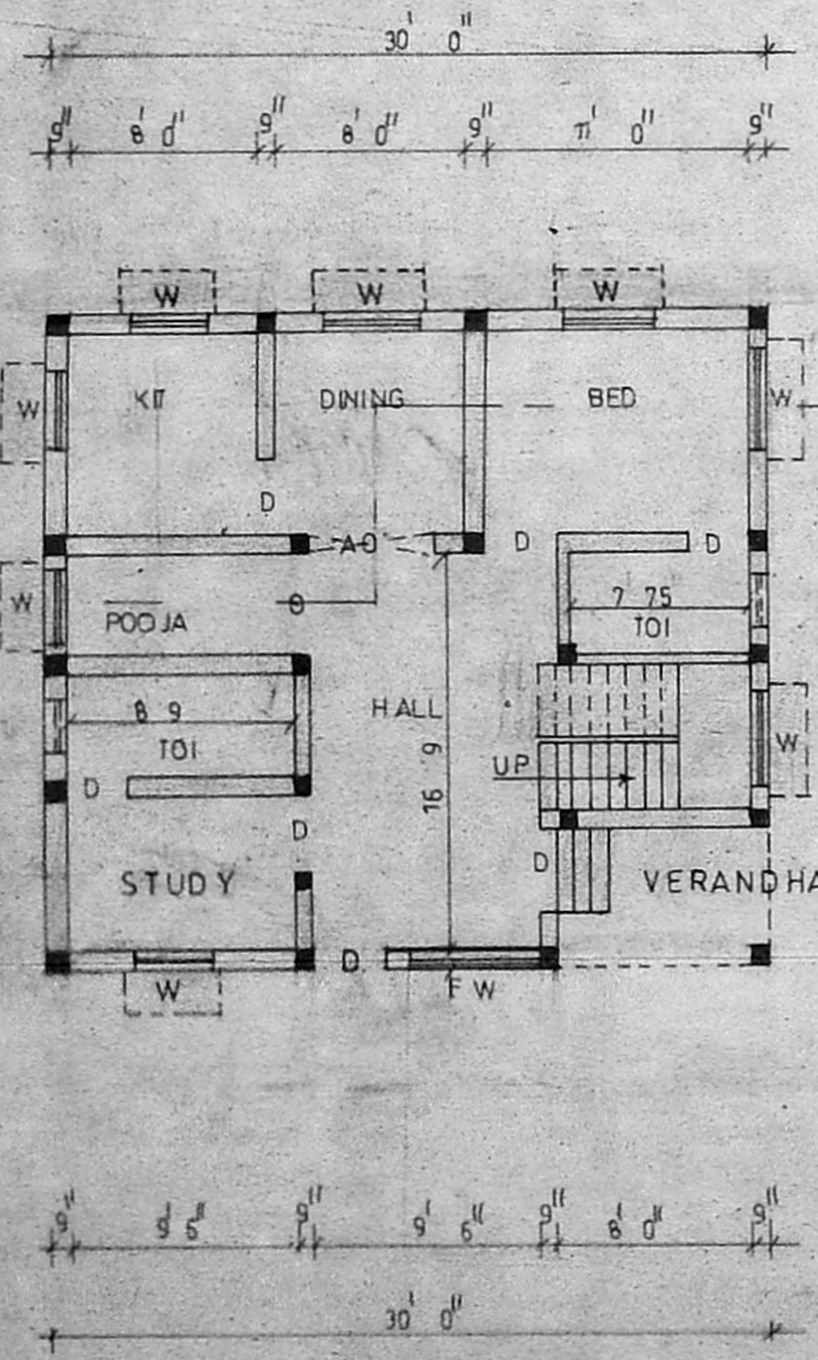 30' 0"
9" 8' 0" 9" 8' 0" 9" 11' 0" 9"
W W W
W KIT DINING BED W
D
AO D D
W POOJA O 7 75
TOI
8 9 HALL
TOI 16 9 W
UP
D
D D
STUDY VERANDHA
D
W F W
9" 9' 6" 9" 9' 6" 9" 8' 0" 9"
30' 0"